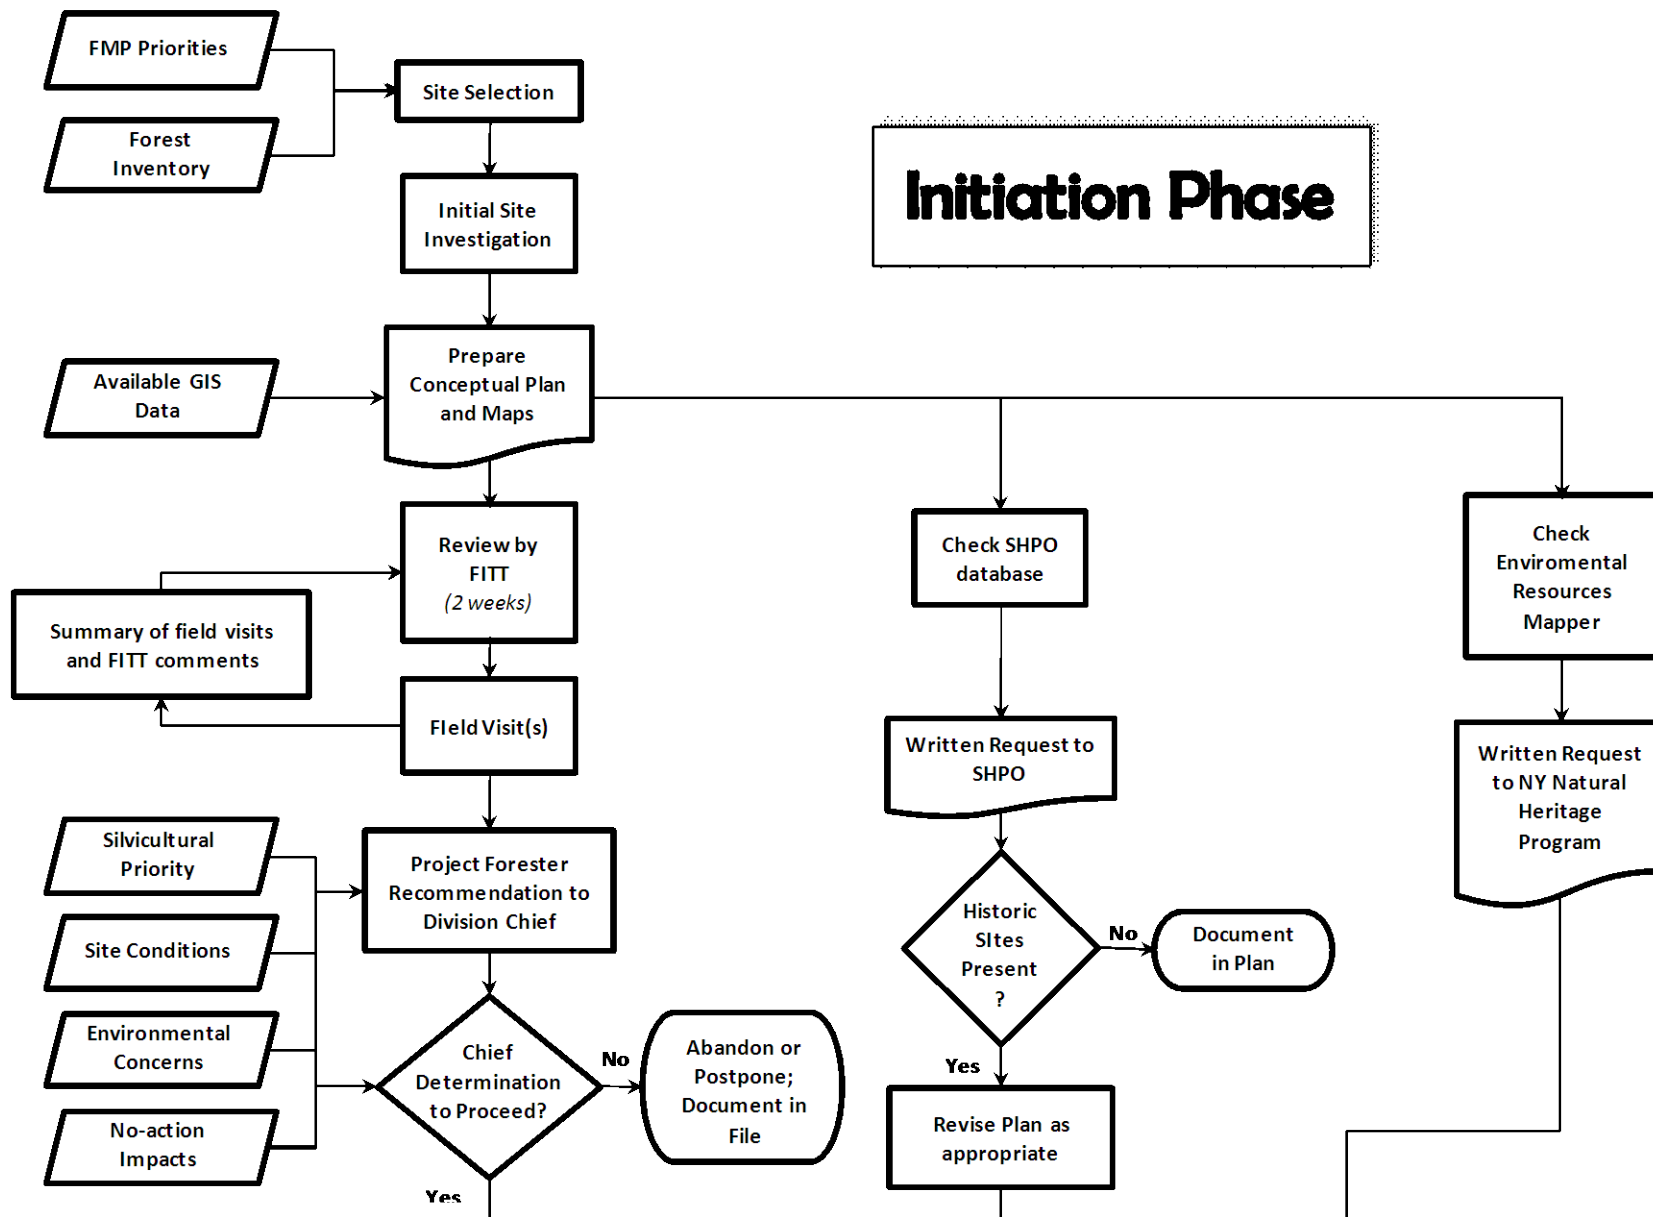 FMP Priorities
Forest
Inventory
Site Selection
Initiation Phase
Initial Site
Investigation
Available GIS
Data
Prepare
Conceptual Plan
and Maps
Review by
FITT
(2 weeks)
Summary of field visits
and FITT comments
FIeld Visit(s)
Check SHPO
database
Check
Enviromental
Resources
Mapper
Written Request to
SHPO
Written Request
to NY Natural
Heritage
Program
Silvicultural
Priority
Site Conditions
Environmental
Concerns
No-action
Impacts
Project Forester
Recommendation to
Division Chief
Chief
Determination
to Proceed?
No
Abandon or
Postpone;
Document in
File
Yes
Historic
SItes
Present
?
No
Document
in Plan
Yes
Revise Plan as
appropriate